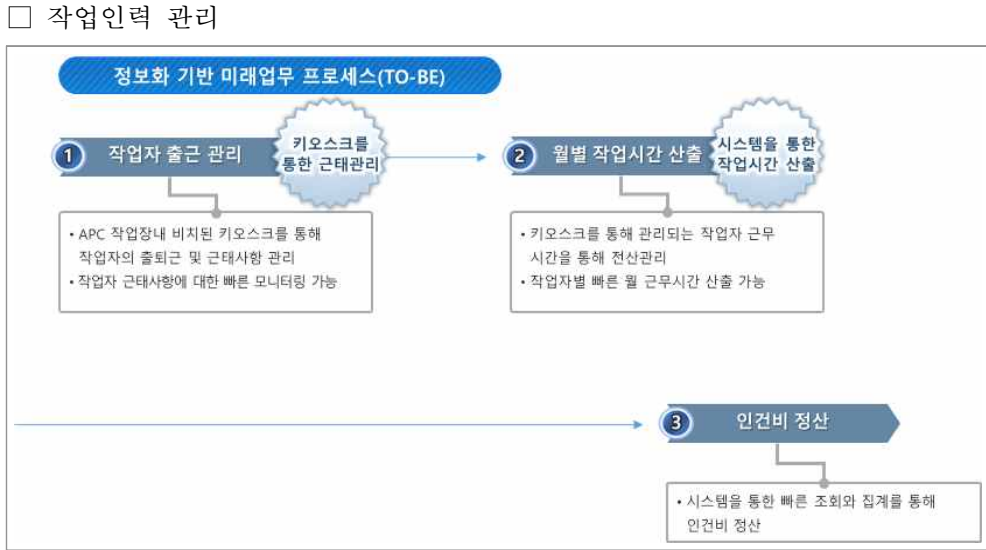 □ 작업인력 관리
정보화 기반 미래업무 프로세스(TO-BE)
1 작업자 출근 관리
키오스크를
통한 근태관리
• APC 작업장내 비치된 키오스크를 통해
작업자의 출퇴근 및 근태사항 관리
• 작업자 근태사항에 대한 빠른 모니터링 가능
2 월별 작업시간 산출
시스템을 통한
작업시간 산출
• 키오스크를 통해 관리되는 작업자 근무
시간을 통해 전산관리
• 작업자별 빠른 월 근무시간 산출 가능
3 인건비 정산
• 시스템을 통한 빠른 조회와 집계를 통해
인건비 정산